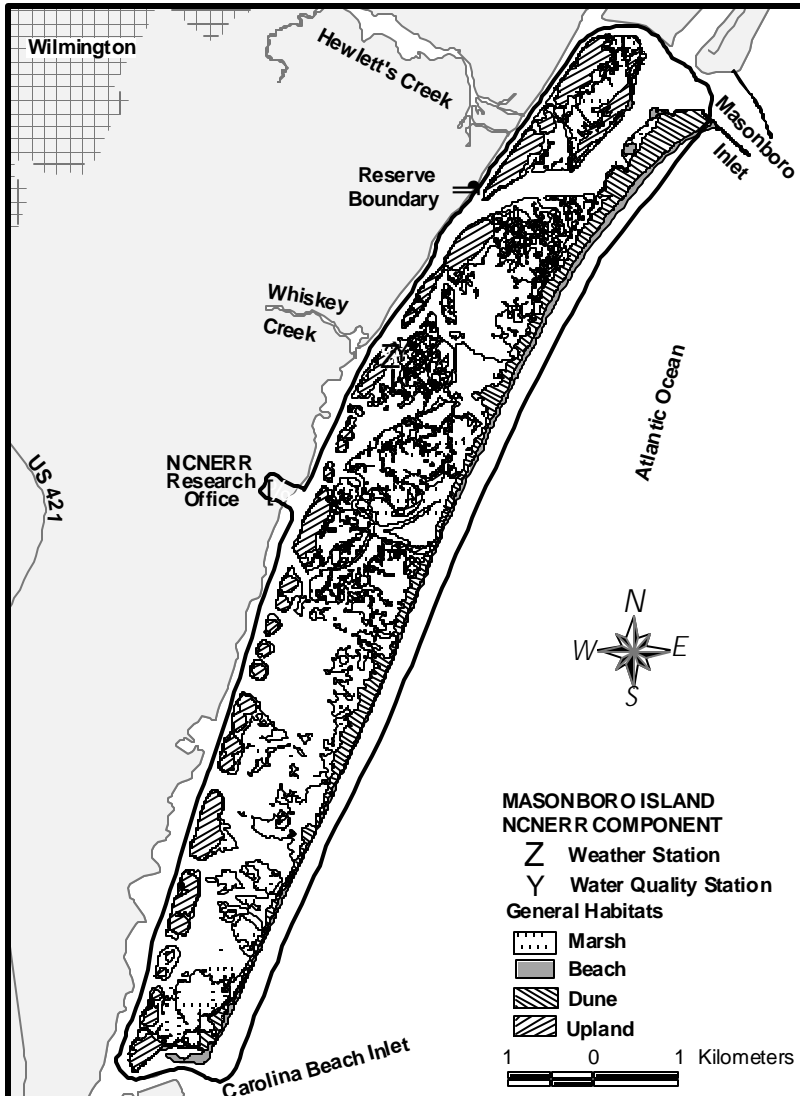 Wilmington
Hewlett's Creek
Masonboro
Inlet
Reserve
Boundary
Whiskey
Creek
Atlantic Ocean
NCNERR
Research
Office
US 421
N
W
E
S
MASONBORO ISLAND
NCNERR COMPONENT
Z Weather Station
Y Water Quality Station
General Habitats
Marsh
Beach
Dune
Upland
1 0 1 Kilometers
Carolina Beach Inlet